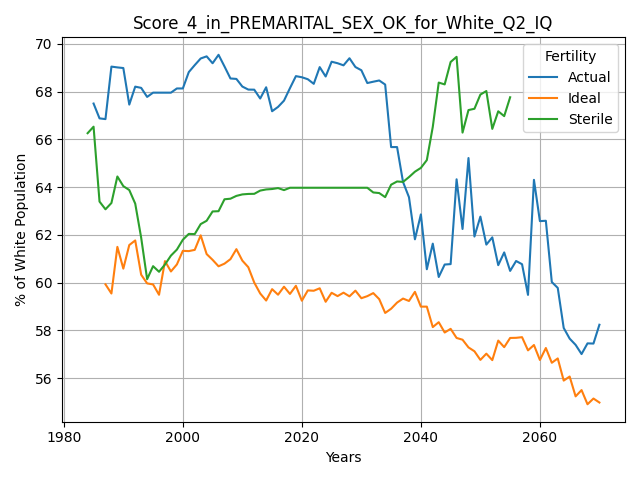 Score_4_in_PREMARITAL_SEX_OK_for_White_Q2_IQ
Fertility
Actual
Ideal
Sterile
% of White Population
70
68
66
64
62
60
58
56
1980
2000
2020
2040
2060
Years